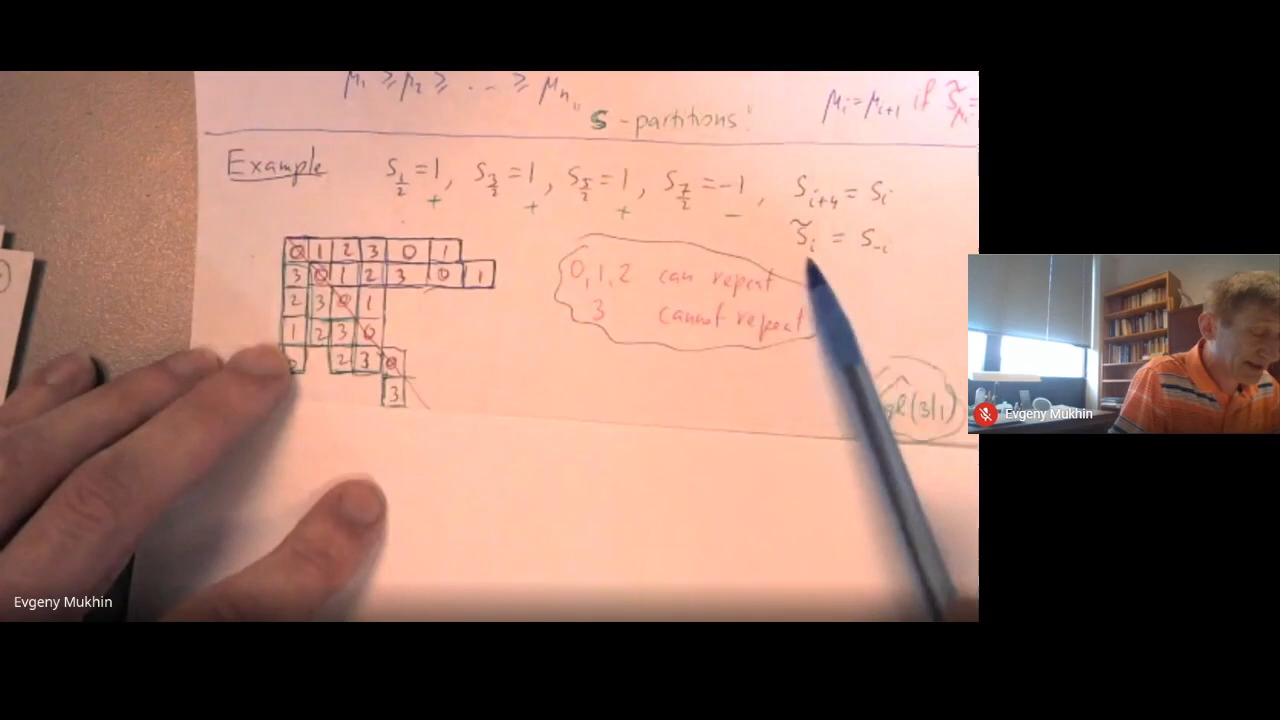 μ₁ ≥ μ₂ ≥ ... ≥ μₙ,,
μᵢ = μᵢ₊₁ if
s - partitions!
Example S_{1/2} = 1, S_{3/2} = 1, S_{5/2} = 1, S_{7/2} = -1, S_{i+4} = S_i
+ + + -
S̃_i = S_{-i}
0 1 2 3 0 1
3 0 1 2 3 0 1
2 3 0 1
1 2 3 0
2 3 0
3
0, 1, 2 can repeat
3 cannot repeat
(3|1)
Evgeny Mukhin
Evgeny Mukhin